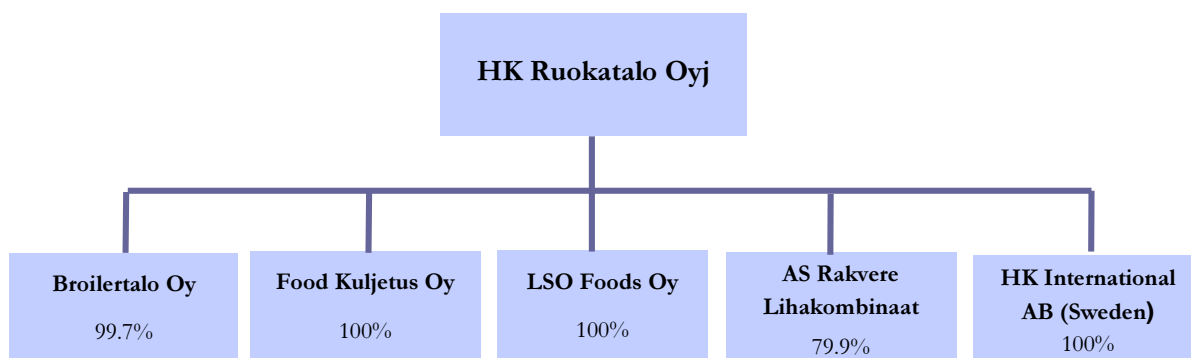 HK Ruokatalo Oyj
Broilertalo Oy
99.7%
Food Kuljetus Oy
100%
LSO Foods Oy
100%
AS Rakvere
Lihakombinaat
79.9%
HK International
AB (Sweden)
100%